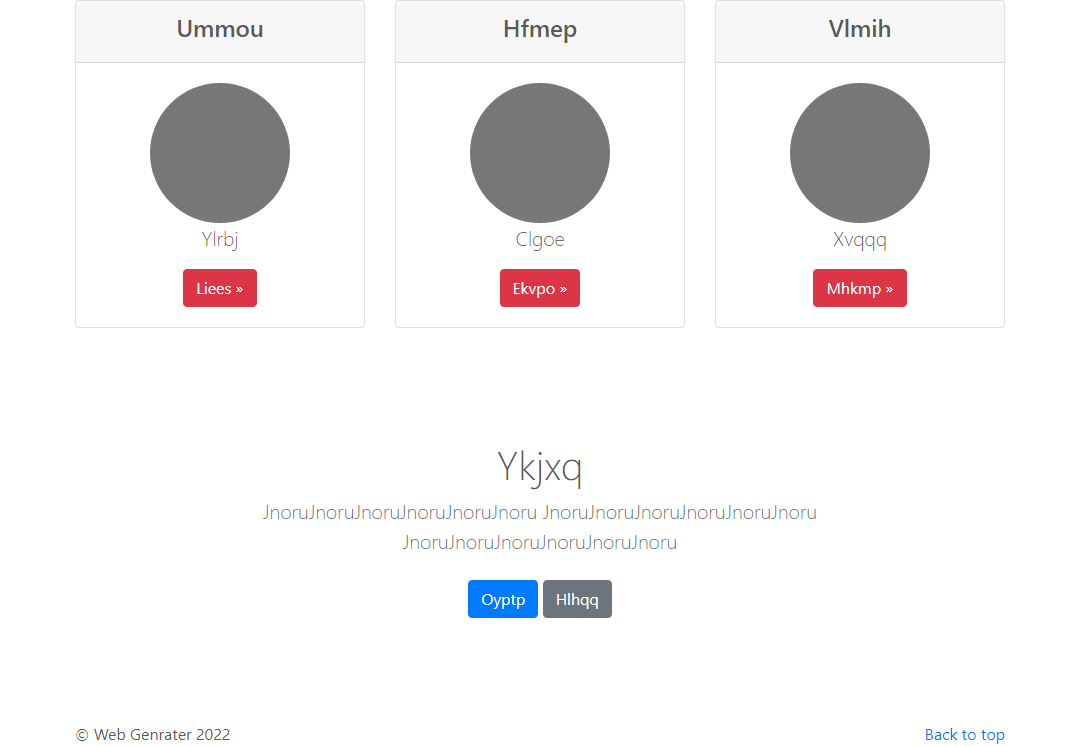 Ummou
Hfmep
Vlmih
Ylrbj
Clgoe
Xvqqq
Liees »
Ekvpo »
Mhkmp »
Ykjxq
JnoruJnoruJnoruJnoruJnoruJnoru JnoruJnoruJnoruJnoruJnoruJnoru
JnoruJnoruJnoruJnoruJnoruJnoru
Oyptp
Hlhqq
© Web Genrater 2022
Back to top